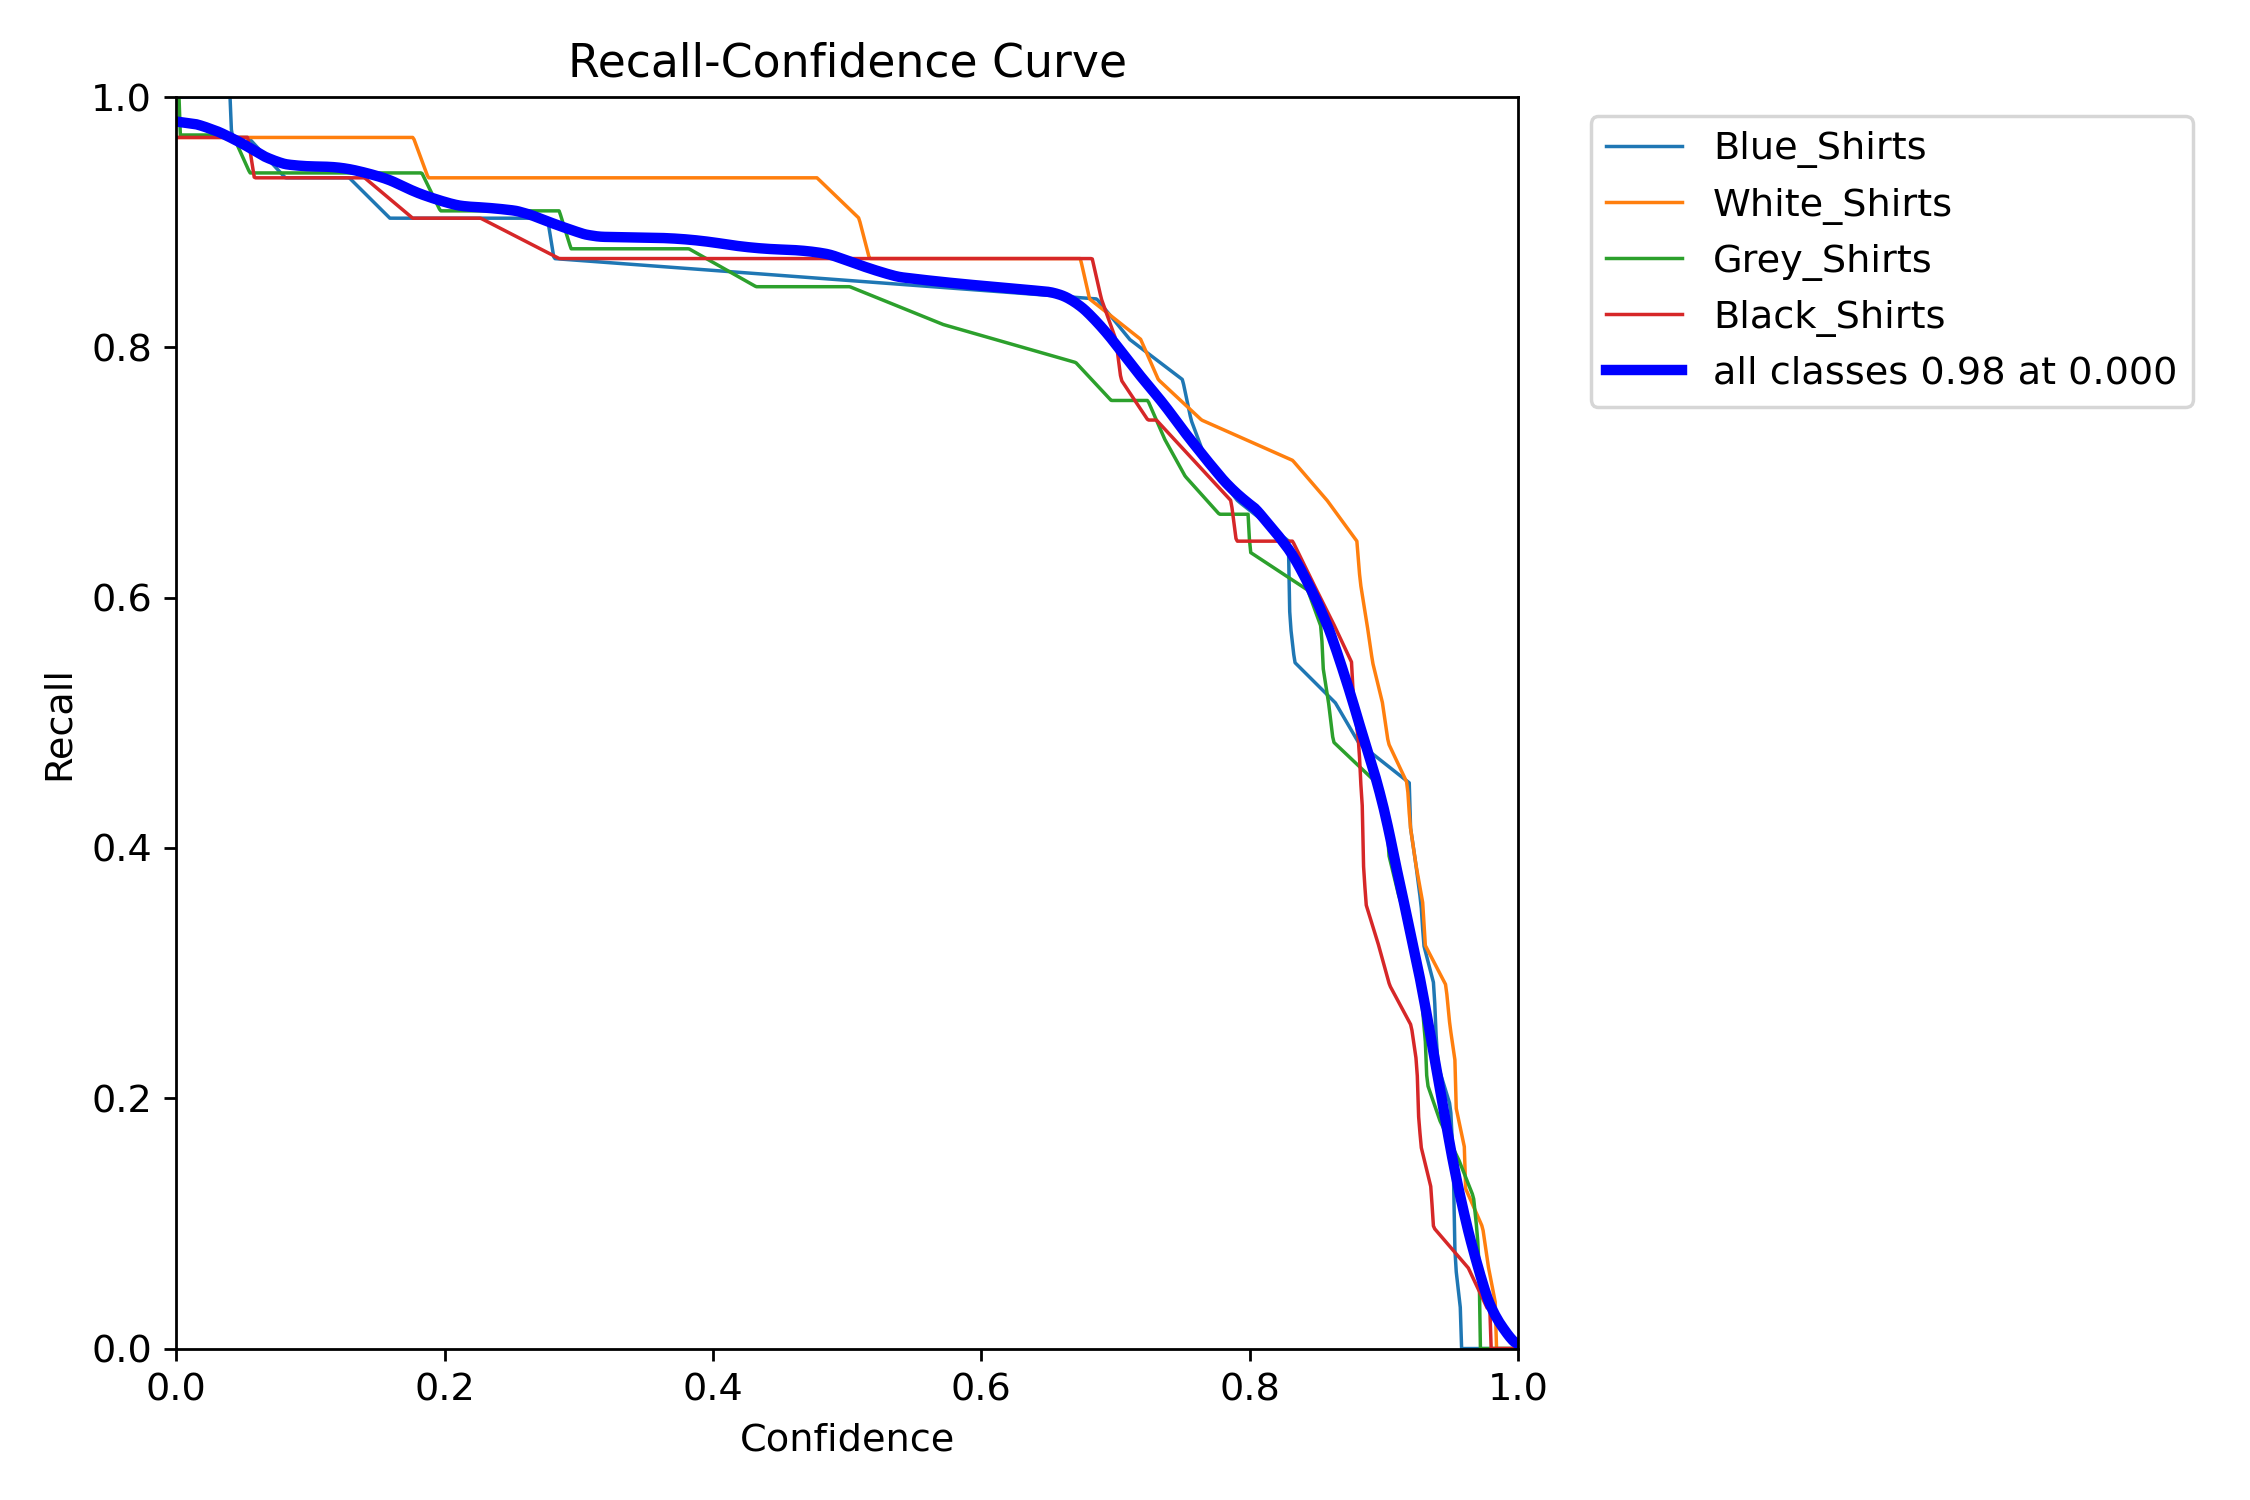 Recall-Confidence Curve
1.0
0.8
0.6
0.4
0.2
0.0
Recall
0.0 0.2 0.4 0.6 0.8 1.0
Confidence
Blue_Shirts
White_Shirts
Grey_Shirts
Black_Shirts
all classes 0.98 at 0.000